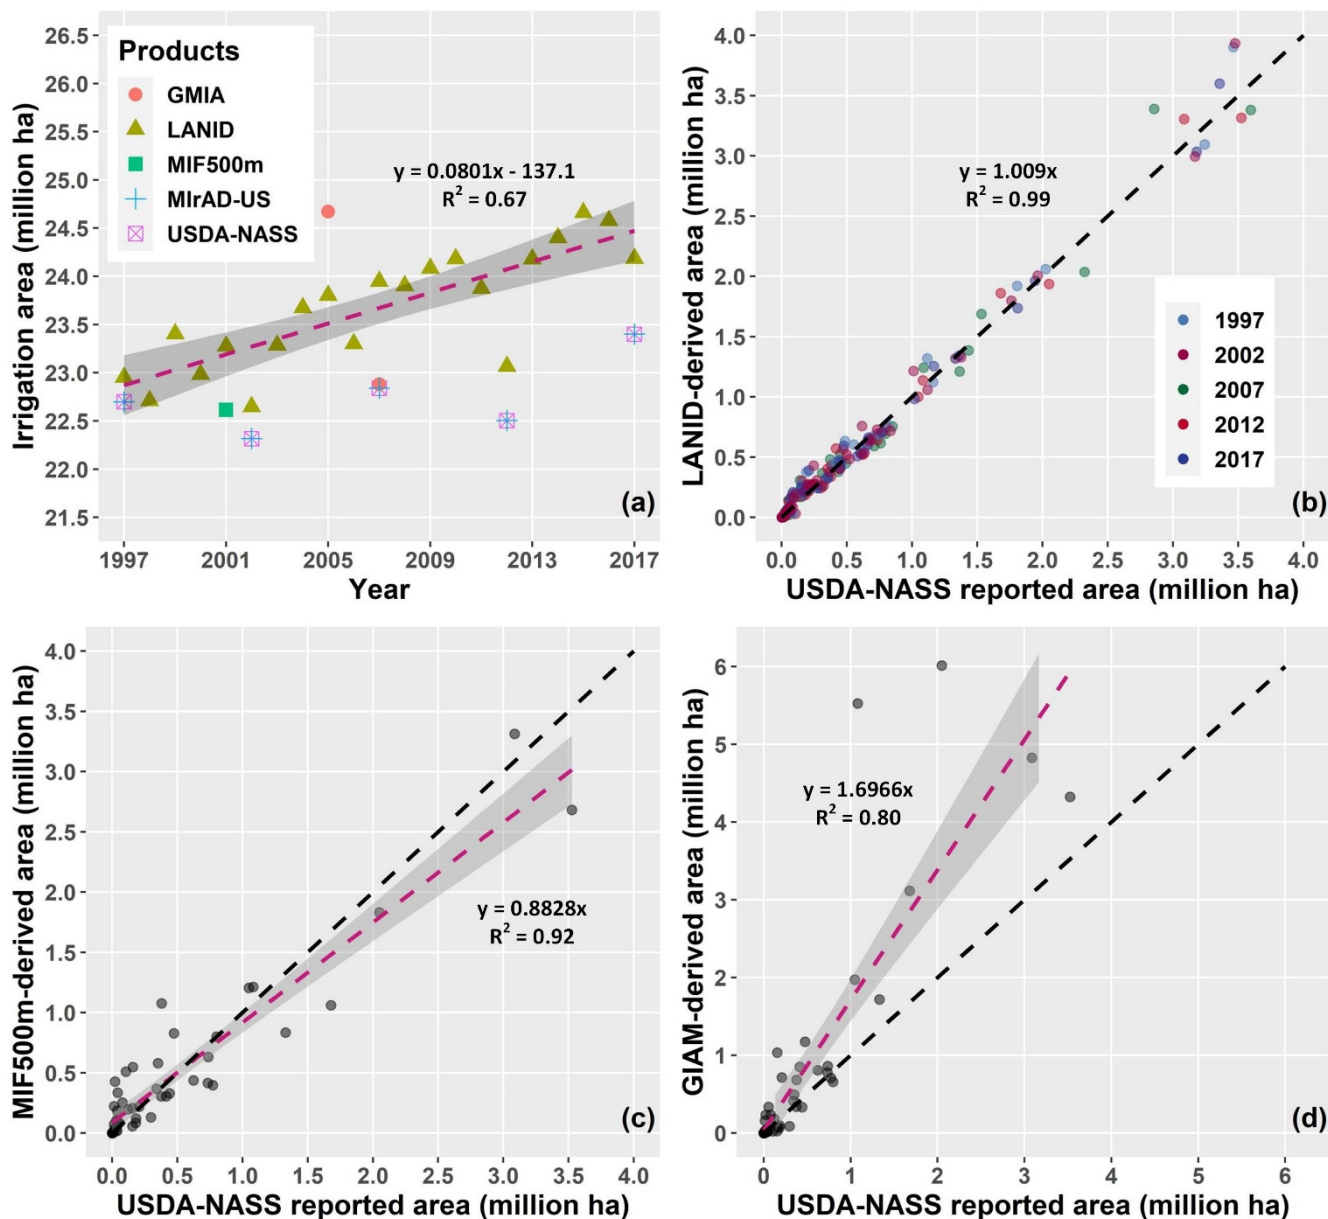 Irrigation area (million ha)
26.5
26.0
25.5
25.0
24.5
24.0
23.5
23.0
22.5
22.0
21.5
Products
GMIA
LANID
MIF500m
MIrAD-US
USDA-NASS
y = 0.0801x - 137.1
R² = 0.67
(a)
1997 2001 2005 2009 2013 2017
Year
LANID-derived area (million ha)
4.0
3.5
3.0
2.5
2.0
1.5
1.0
0.5
0.0
y = 1.009x
R² = 0.99
1997
2002
2007
2012
2017
(b)
0.0 0.5 1.0 1.5 2.0 2.5 3.0 3.5 4.0
USDA-NASS reported area (million ha)
MIF500m-derived area (million ha)
4.0
3.5
3.0
2.5
2.0
1.5
1.0
0.5
0.0
y = 0.8828x
R² = 0.92
(c)
0.0 0.5 1.0 1.5 2.0 2.5 3.0 3.5 4.0
USDA-NASS reported area (million ha)
GIAM-derived area (million ha)
6
5
4
3
2
1
0
y = 1.6966x
R² = 0.80
(d)
0 1 2 3 4 5 6
USDA-NASS reported area (million ha)